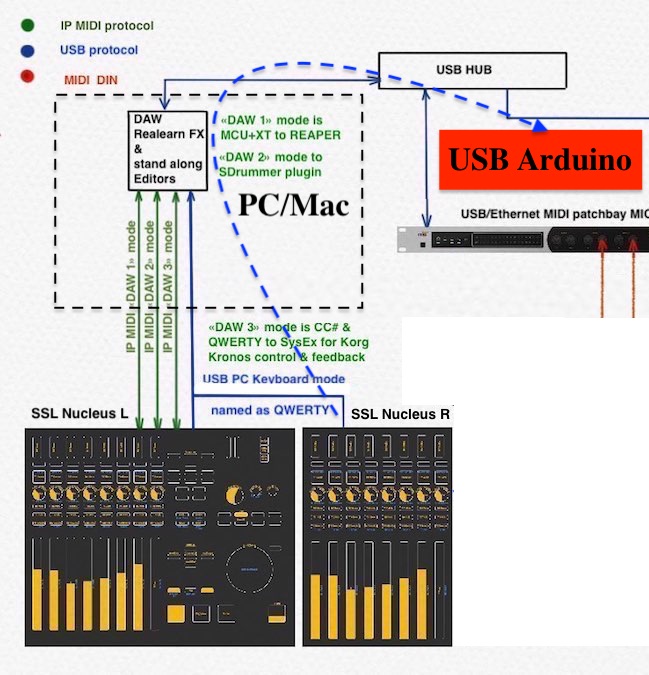 IP MIDI protocol
USB protocol
MIDI DIN
USB HUB
DAW
Realearn FX
&
stand along
Editors
«DAW 1» mode is
MCU+XT to REAPER
«DAW 2» mode to
SDrummer plugin
PC/Mac
USB Arduino
USB/Ethernet MIDI patchbay MIO
IP MIDI «DAW 1» mode
IP MIDI «DAW 2» mode
IP MIDI «DAW 3» mode
«DAW 3» mode is CC# &
QWERTY to SysEx for Korg
Kronos control & feedback
USB PC Keyboard mode
named as QWERTY
SSL Nucleus L
SSL Nucleus R